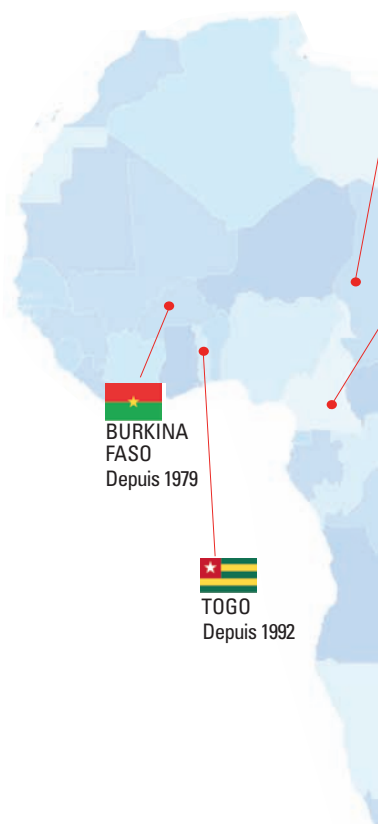 BURKINA
FASO
Depuis 1979
TOGO
Depuis 1992